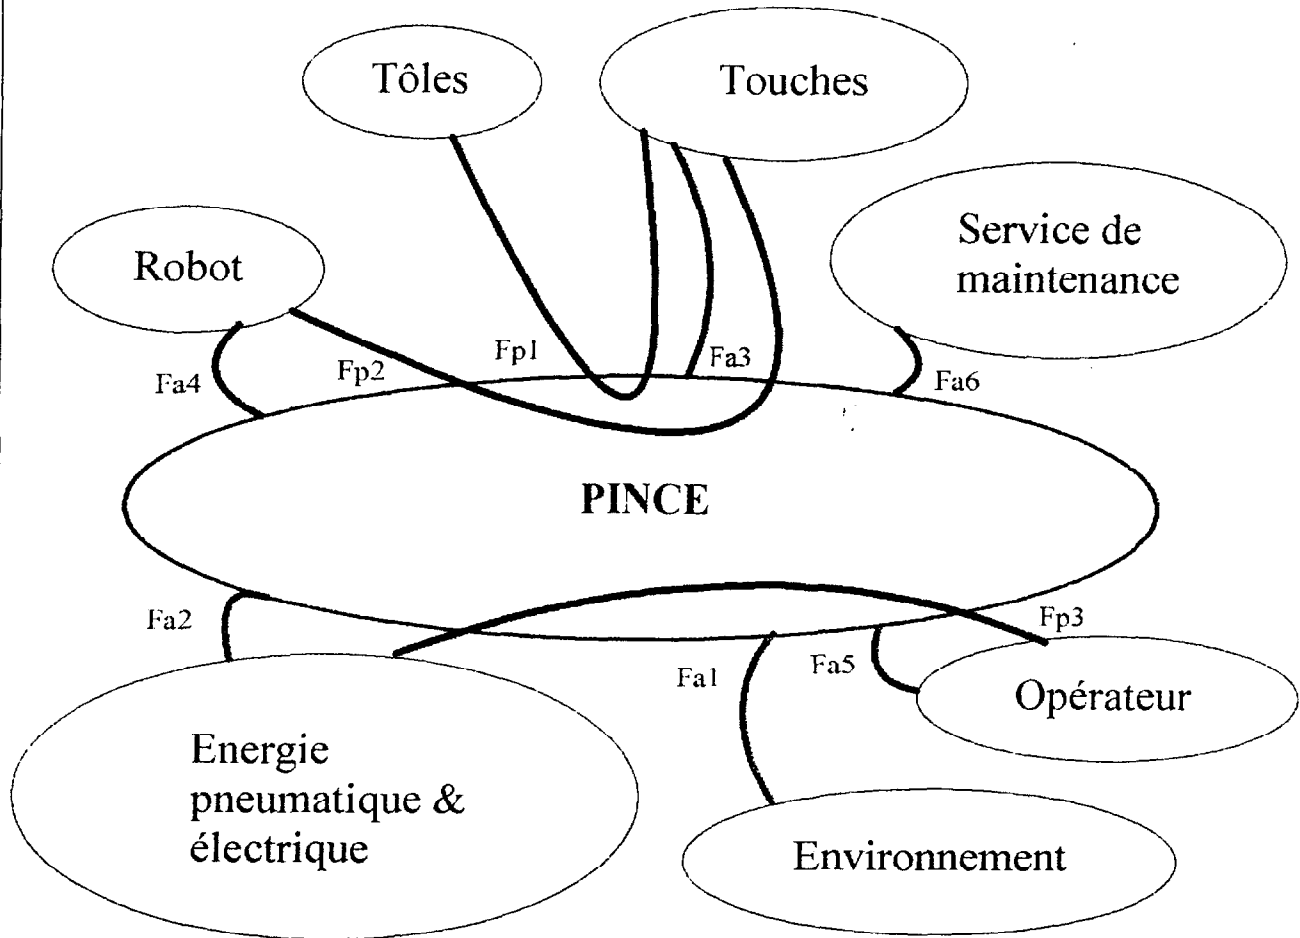 Tôles
Touches
Service de
maintenance
Robot
Fp1
Fa3
Fp2
Fa4
Fa6
PINCE
Fa2
Fp3
Fa1
Fa5
Opérateur
Energie
pneumatique &
électrique
Environnement